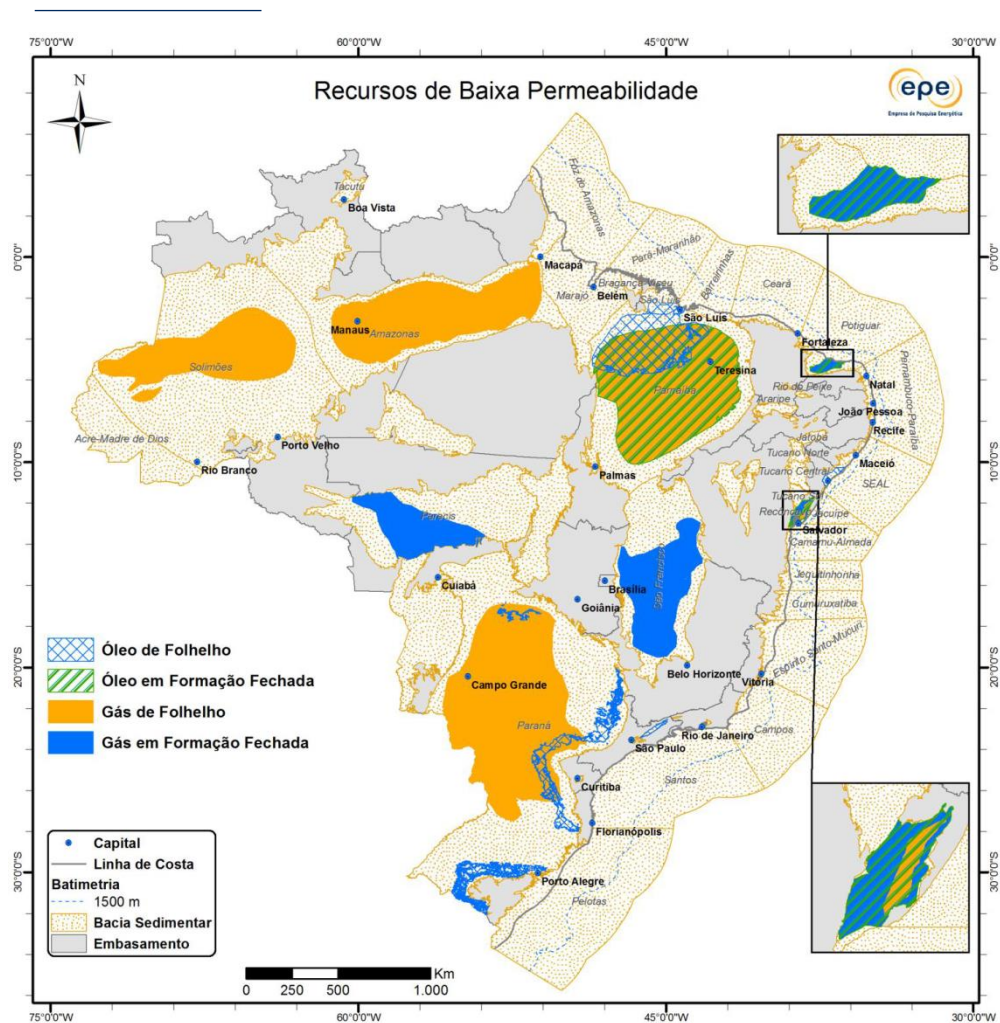 75°0'0"W 60°0'0"W 45°0'0"W 30°0'0"W
N
Recursos de Baixa Permeabilidade
epe
Empresa de Pesquisa Energética
Tacutu
Boa Vista
Foz do Amazonas
0°0'0" 0°0'0"
Macapá
Pará-Maranhão
Marajó
Belém
Bragança-Vizeu
São Luís
Barreirinhas
São Luís
Ceará
Potiguar
Manaus
Amazonas
Fortaleza
Solimões
Teresina
Parnaíba
Rio do Peixe
Araripe
Natal
João Pessoa
Pernambuco-Paraíba
Recife
Acre-Madre de Dios
Porto Velho
Rio Branco
10°0'0"S 10°0'0"S
Palmas
Jatobá
Tucano Norte
Tucano Central
Maceió
SEAL
Tucano Sul
Recôncavo
Jacuípe
Salvador
Camamu-Almada
Parecis
Cuiabá
São Francisco
Brasília
Goiânia
Jequitinhonha
Cumuruxatiba
Espírito Santo-Mucuri
20°0'0"S 20°0'0"S
Óleo de Folhelho
Óleo em Formação Fechada
Gás de Folhelho
Gás em Formação Fechada
Campo Grande
Belo Horizonte
Vitória
Paraná
Rio de Janeiro
São Paulo
Campos
Santos
Curitiba
Florianópolis
30°0'0"S 30°0'0"S
Porto Alegre
Pelotas
Capital
Linha de Costa
Batimetria
1500 m
Bacia Sedimentar
Embasamento
Km
0 250 500 1.000
75°0'0"W 60°0'0"W 45°0'0"W 30°0'0"W